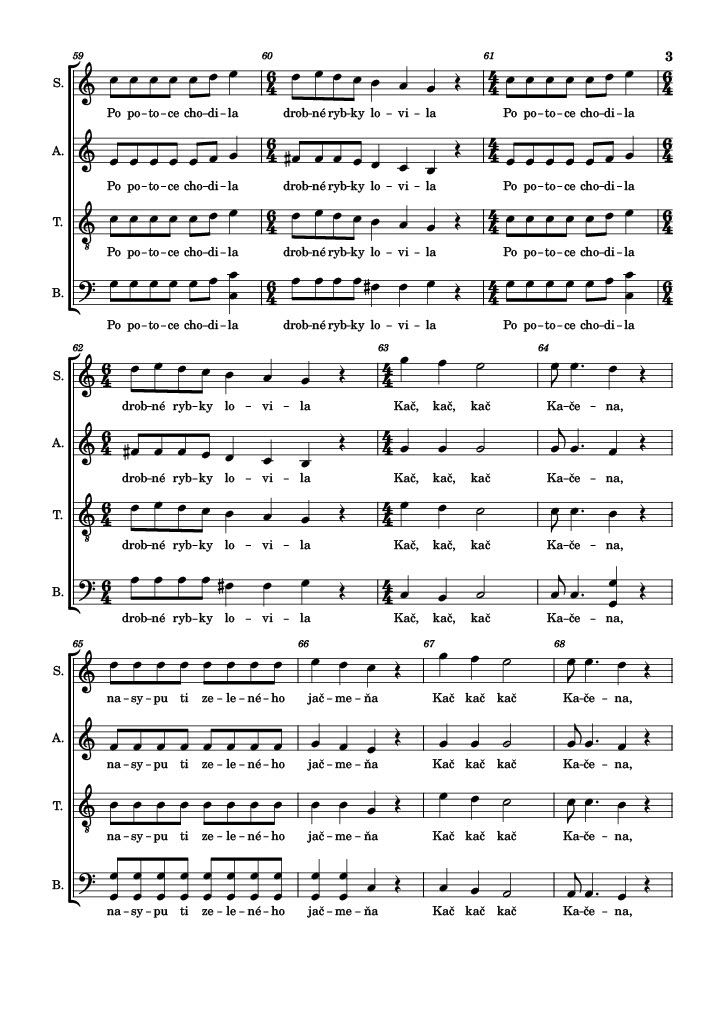 59 60 61 3
S.
Po po-to-ce cho-di-la drob-né ryb-ky lo-vi-la Po po-to-ce cho-di-la
A.
Po po-to-ce cho-di-la drob-né ryb-ky lo-vi-la Po po-to-ce cho-di-la
T.
Po po-to-ce cho-di-la drob-né ryb-ky lo-vi-la Po po-to-ce cho-di-la
B.
Po po-to-ce cho-di-la drob-né ryb-ky lo-vi-la Po po-to-ce cho-di-la
62 63 64
S.
drob-né ryb-ky lo-vi-la Kač, kač, kač Ka-če-na,
A.
drob-né ryb-ky lo-vi-la Kač, kač, kač Ka-če-na,
T.
drob-né ryb-ky lo-vi-la Kač, kač, kač Ka-če-na,
B.
drob-né ryb-ky lo-vi-la Kač, kač, kač Ka-če-na,
65 66 67 68
S.
na-sy-pu ti ze-le-né-ho jač-me-ňa Kač kač kač Ka-če-na,
A.
na-sy-pu ti ze-le-né-ho jač-me-ňa Kač kač kač Ka-če-na,
T.
na-sy-pu ti ze-le-né-ho jač-me-ňa Kač kač kač Ka-če-na,
B.
na-sy-pu ti ze-le-né-ho jač-me-ňa Kač kač kač Ka-če-na,